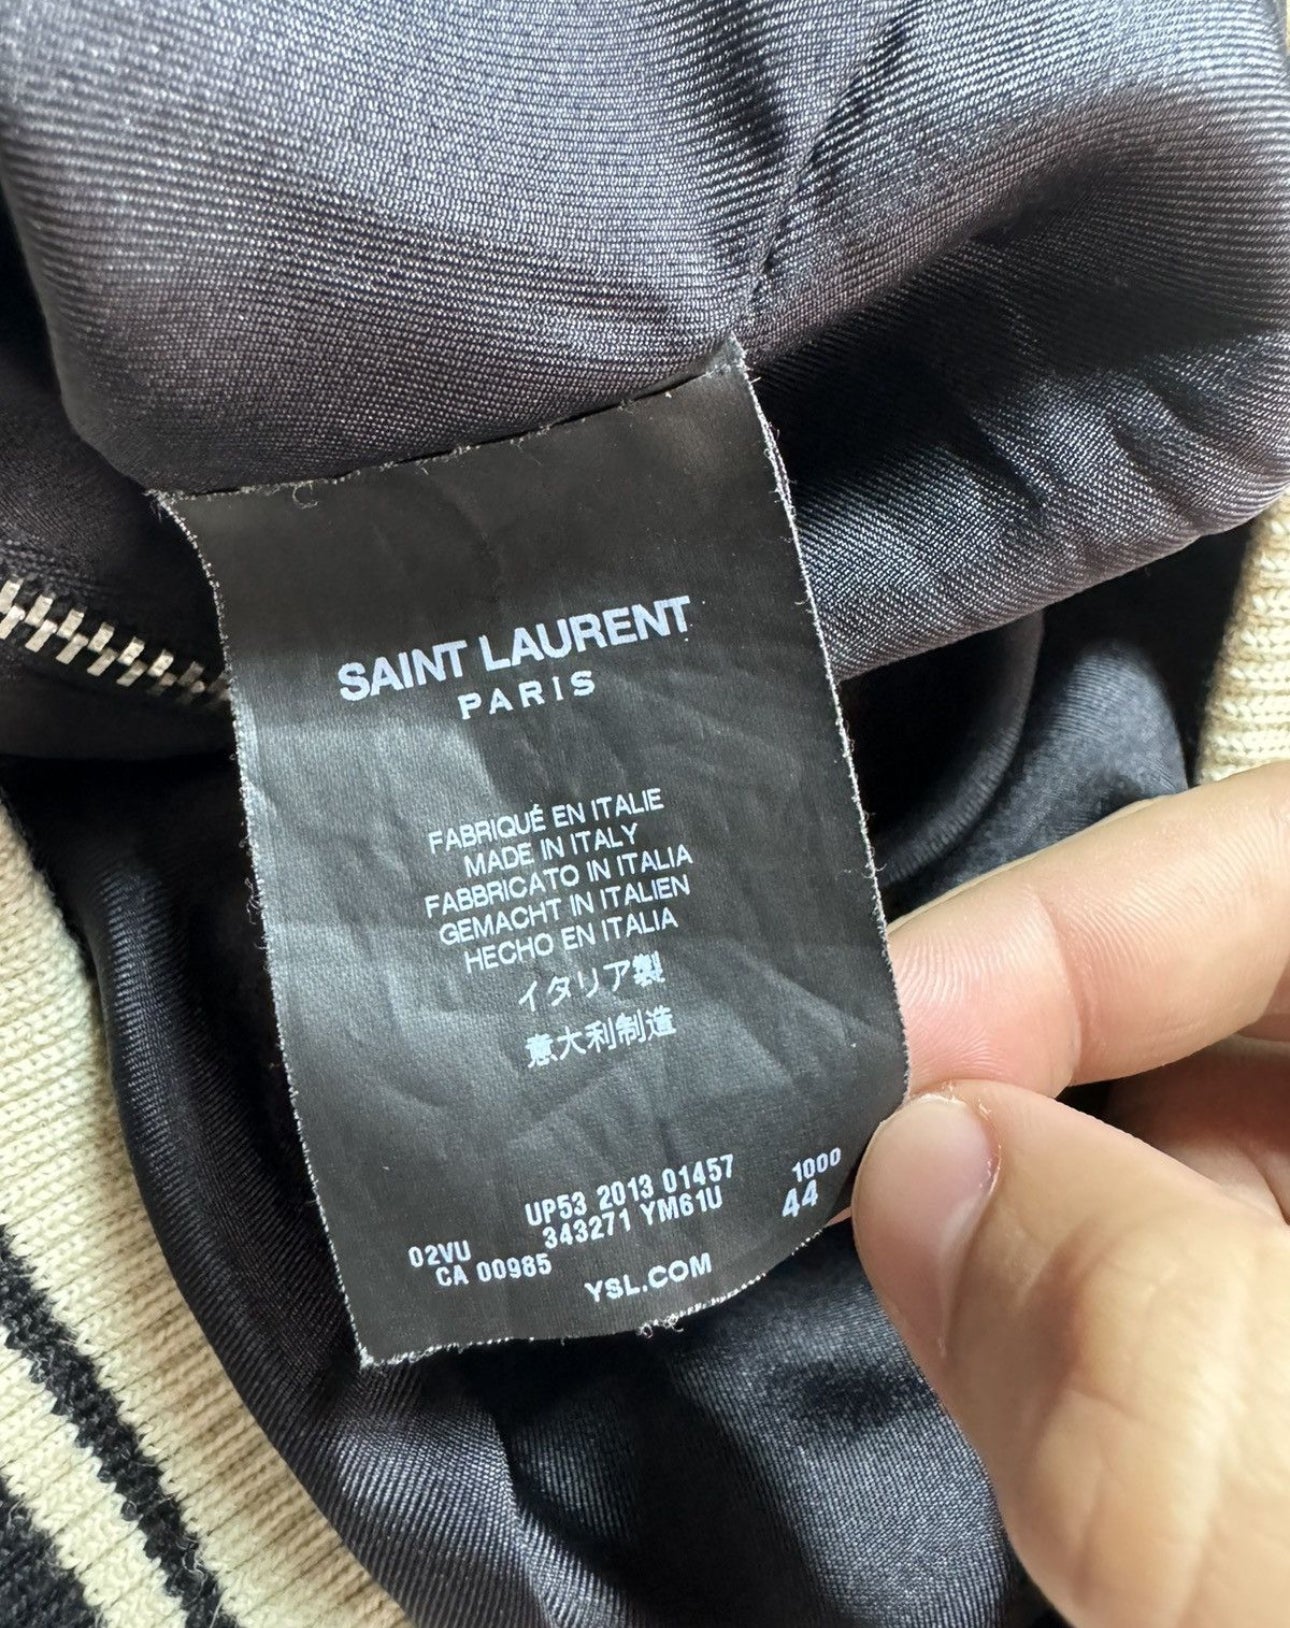 SAINT LAURENT
PARIS
FABRIQUÉ EN ITALIE
MADE IN ITALY
FABBRICATO IN ITALIA
GEMACHT IN ITALIEN
HECHO EN ITALIA
イタリア製
意大利制造
UP53 2013 01457 1000
02VU 343271 YM61U 44
CA 00985
YSL.COM